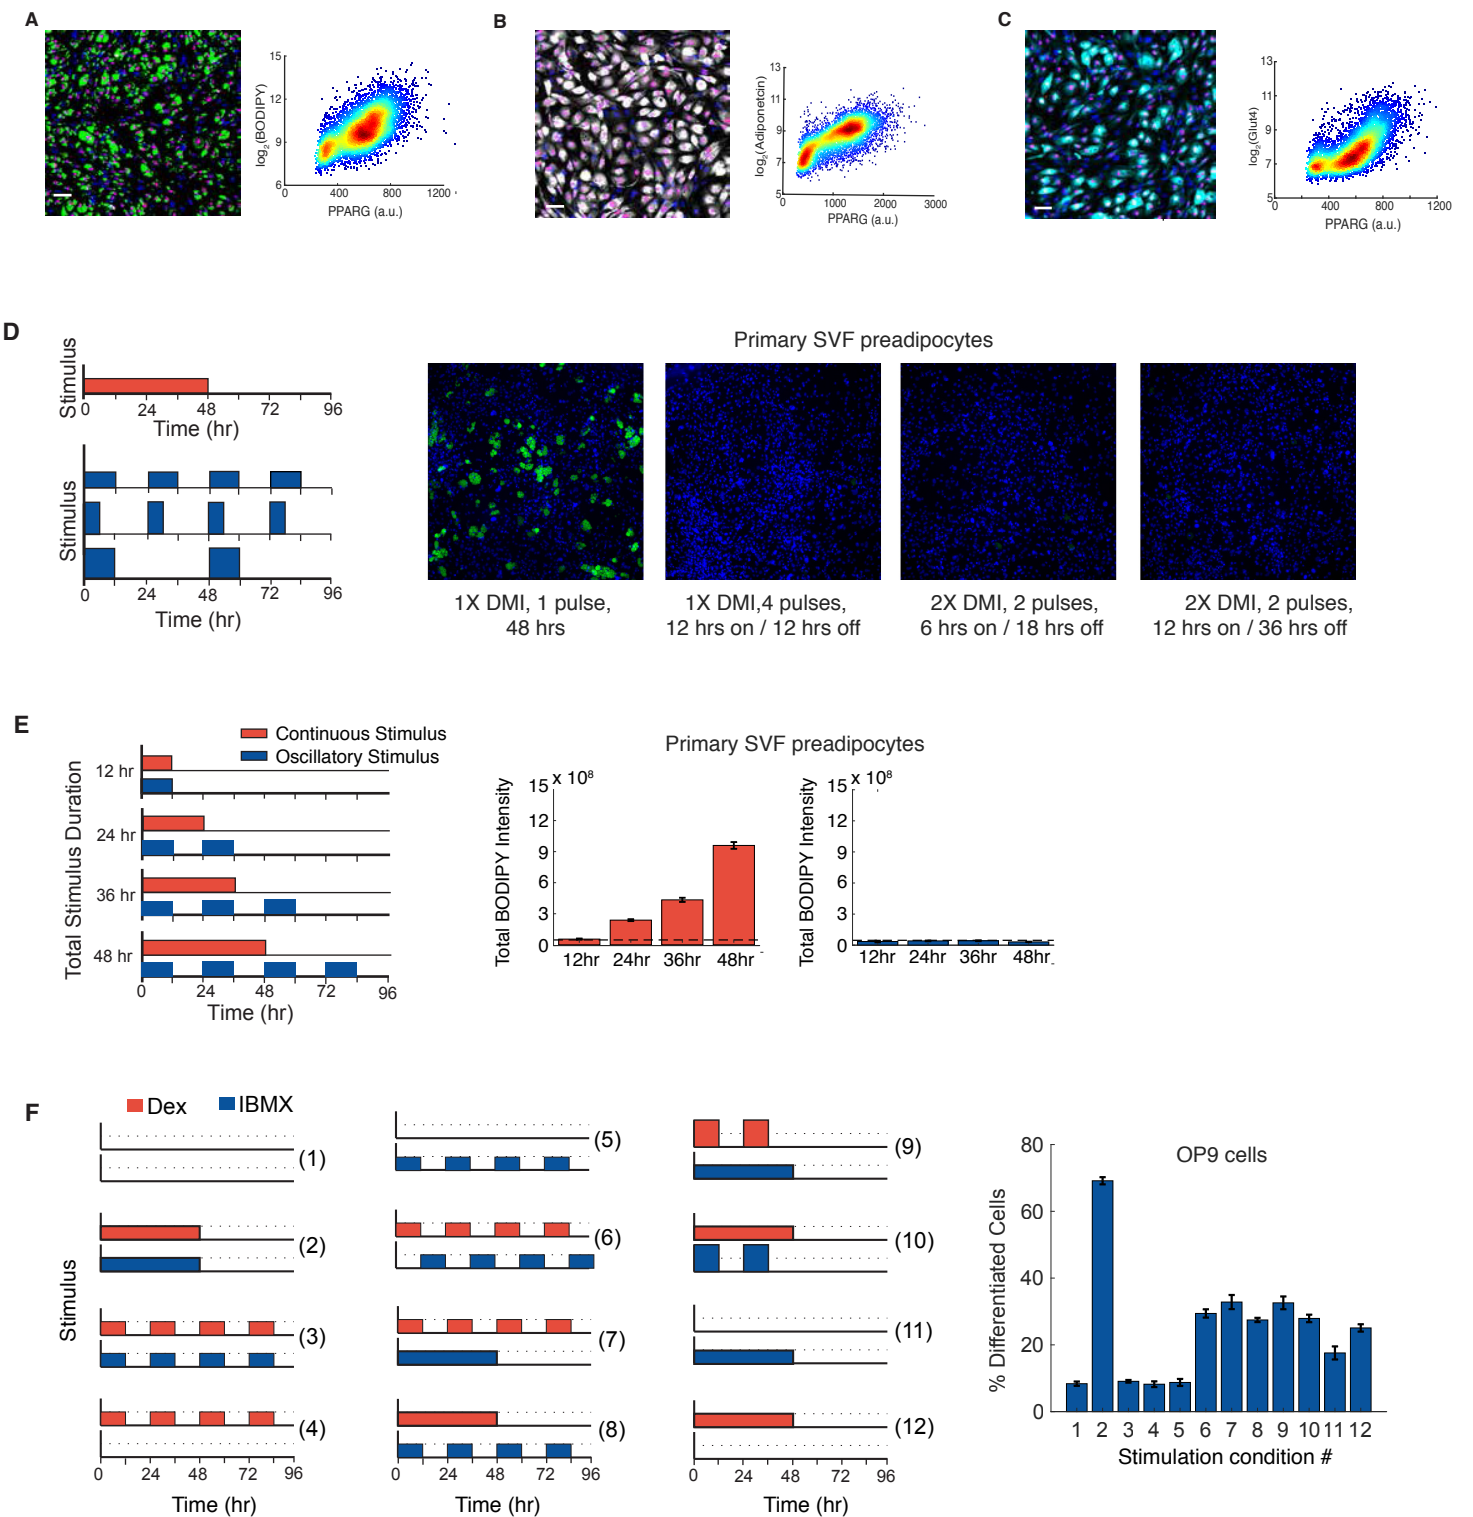 A
15
12
9
6
log2(BODIPY)
0
400
800
1200
PPARG (a.u.)
B
13
11
9
7
5
log2(Adiponetcin)
0
1000
2000
3000
PPARG (a.u.)
C
13
11
9
7
5
log2(Glut4)
0
400
800
1200
PPARG (a.u.)
D
Stimulus
0 24 48 72 96
Time (hr)
Stimulus
0 24 48 72 96
Time (hr)
Primary SVF preadipocytes
1X DMI, 1 pulse,
48 hrs
1X DMI,4 pulses,
12 hrs on / 12 hrs off
2X DMI, 2 pulses,
6 hrs on / 18 hrs off
2X DMI, 2 pulses,
12 hrs on / 36 hrs off
E
Continuous Stimulus
Oscillatory Stimulus
Total Stimulus Duration
12 hr
24 hr
36 hr
48 hr
0 24 48 72 96
Time (hr)
Primary SVF preadipocytes
Total BODIPY Intensity
15 x 10⁸
12
9
6
3
0
12hr 24hr 36hr 48hr
Total BODIPY Intensity
15 x 10⁸
12
9
6
3
0
12hr 24hr 36hr 48hr
F
Dex IBMX
Stimulus
(1)
(2)
(3)
(4)
0 24 48 72 96
Time (hr)
(5)
(6)
(7)
(8)
0 24 48 72 96
Time (hr)
(9)
(10)
(11)
(12)
0 24 48 72 96
Time (hr)
OP9 cells
% Differentiated Cells
80
60
40
20
0
1 2 3 4 5 6 7 8 9 10 11 12
Stimulation condition #